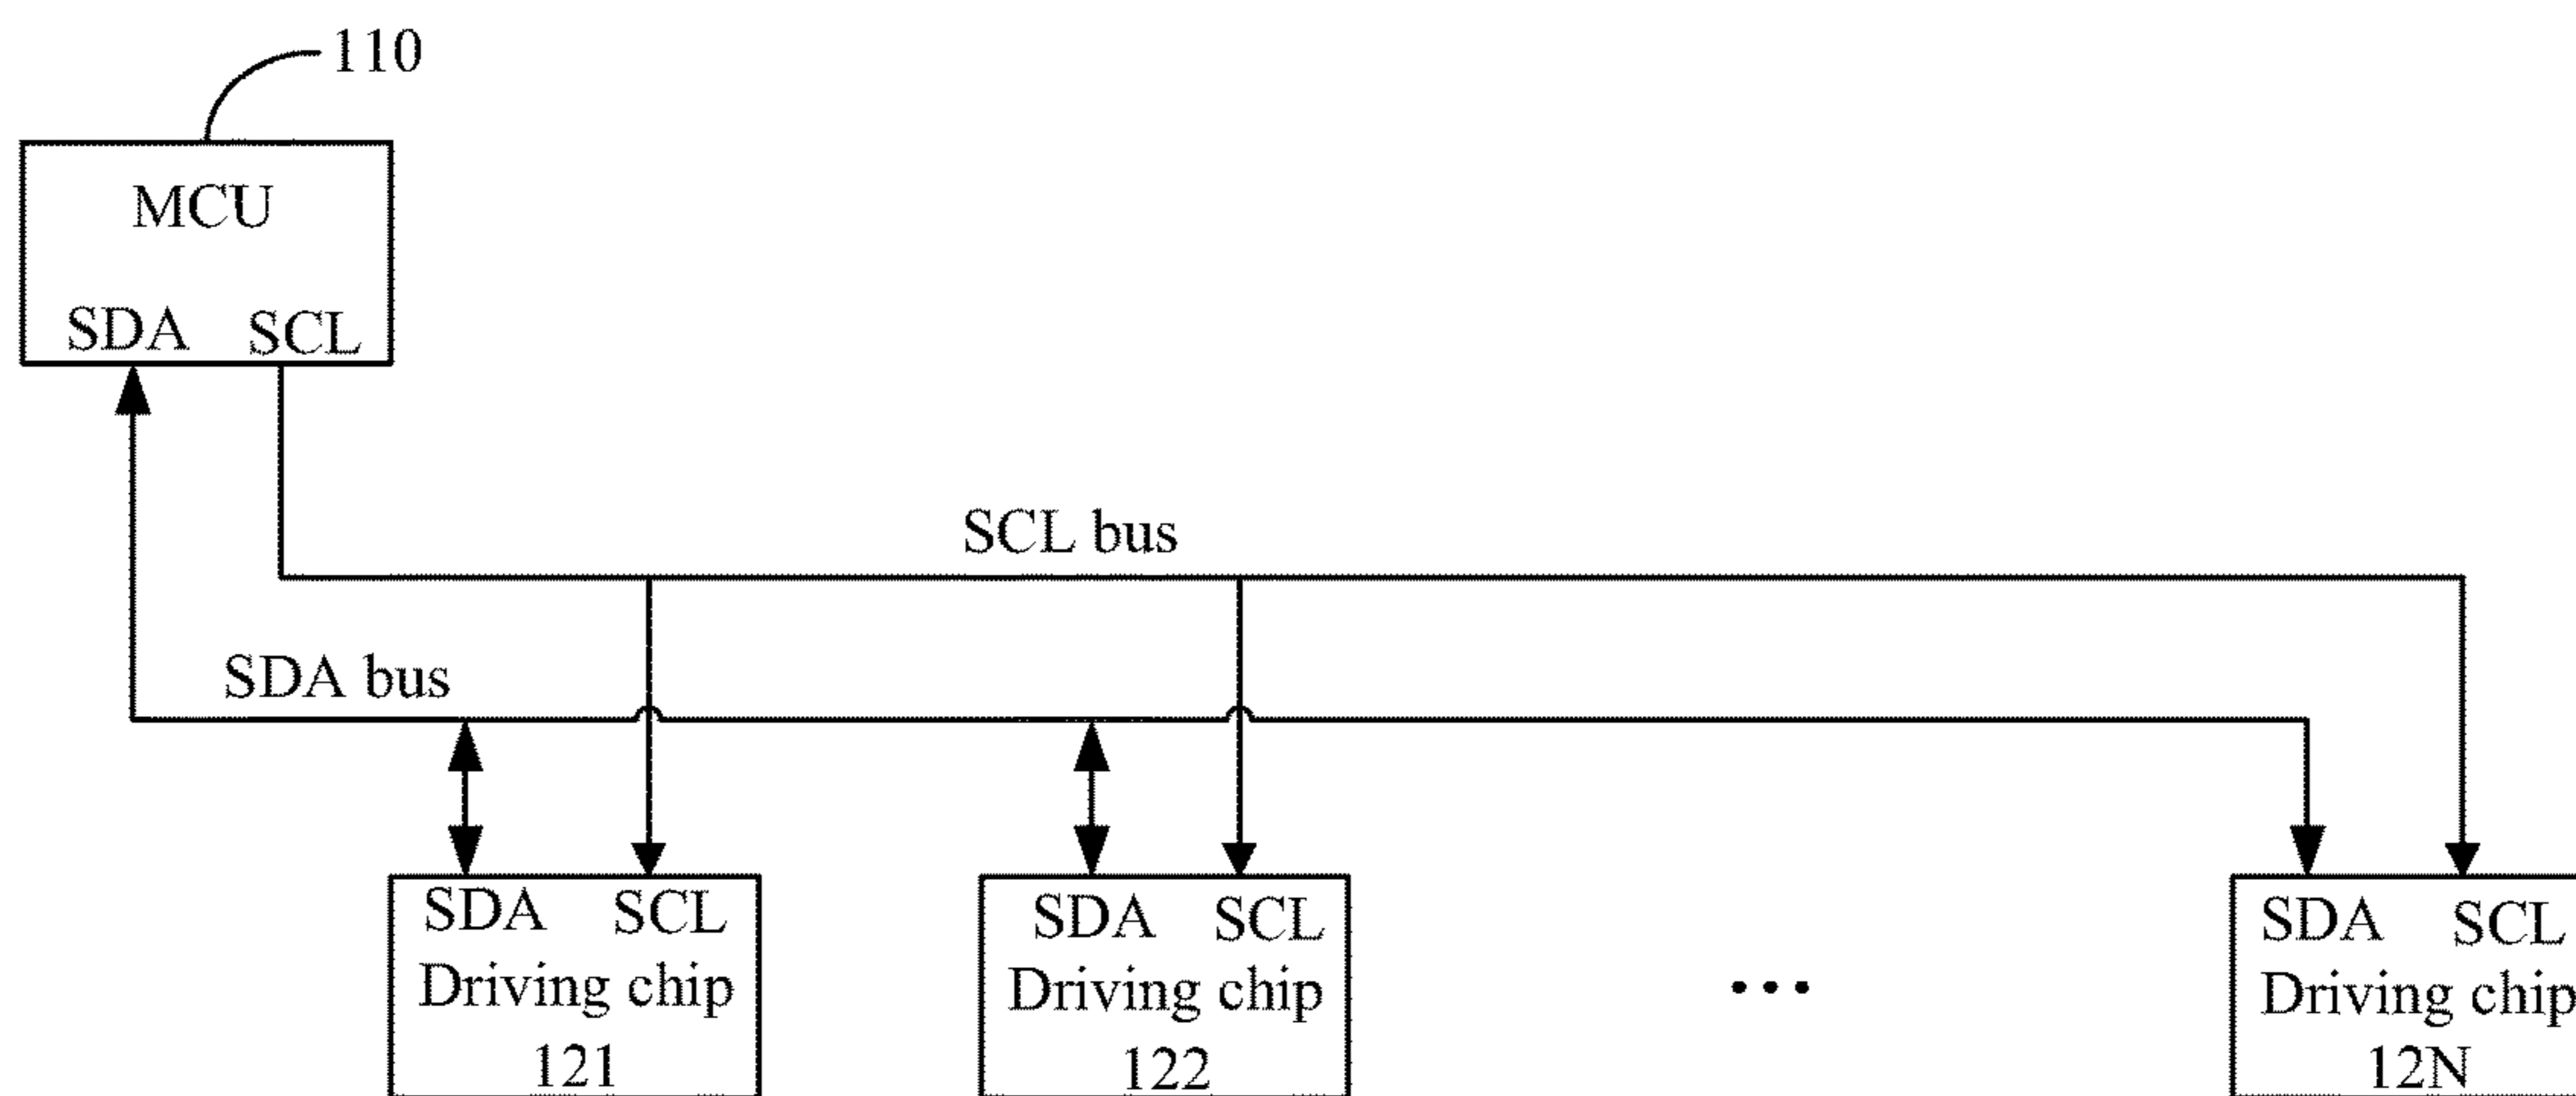 110
MCU
SDA SCL
SCL bus
SDA bus
SDA SCL
Driving chip
121
SDA SCL
Driving chip
122
...
SDA SCL
Driving chip
12N